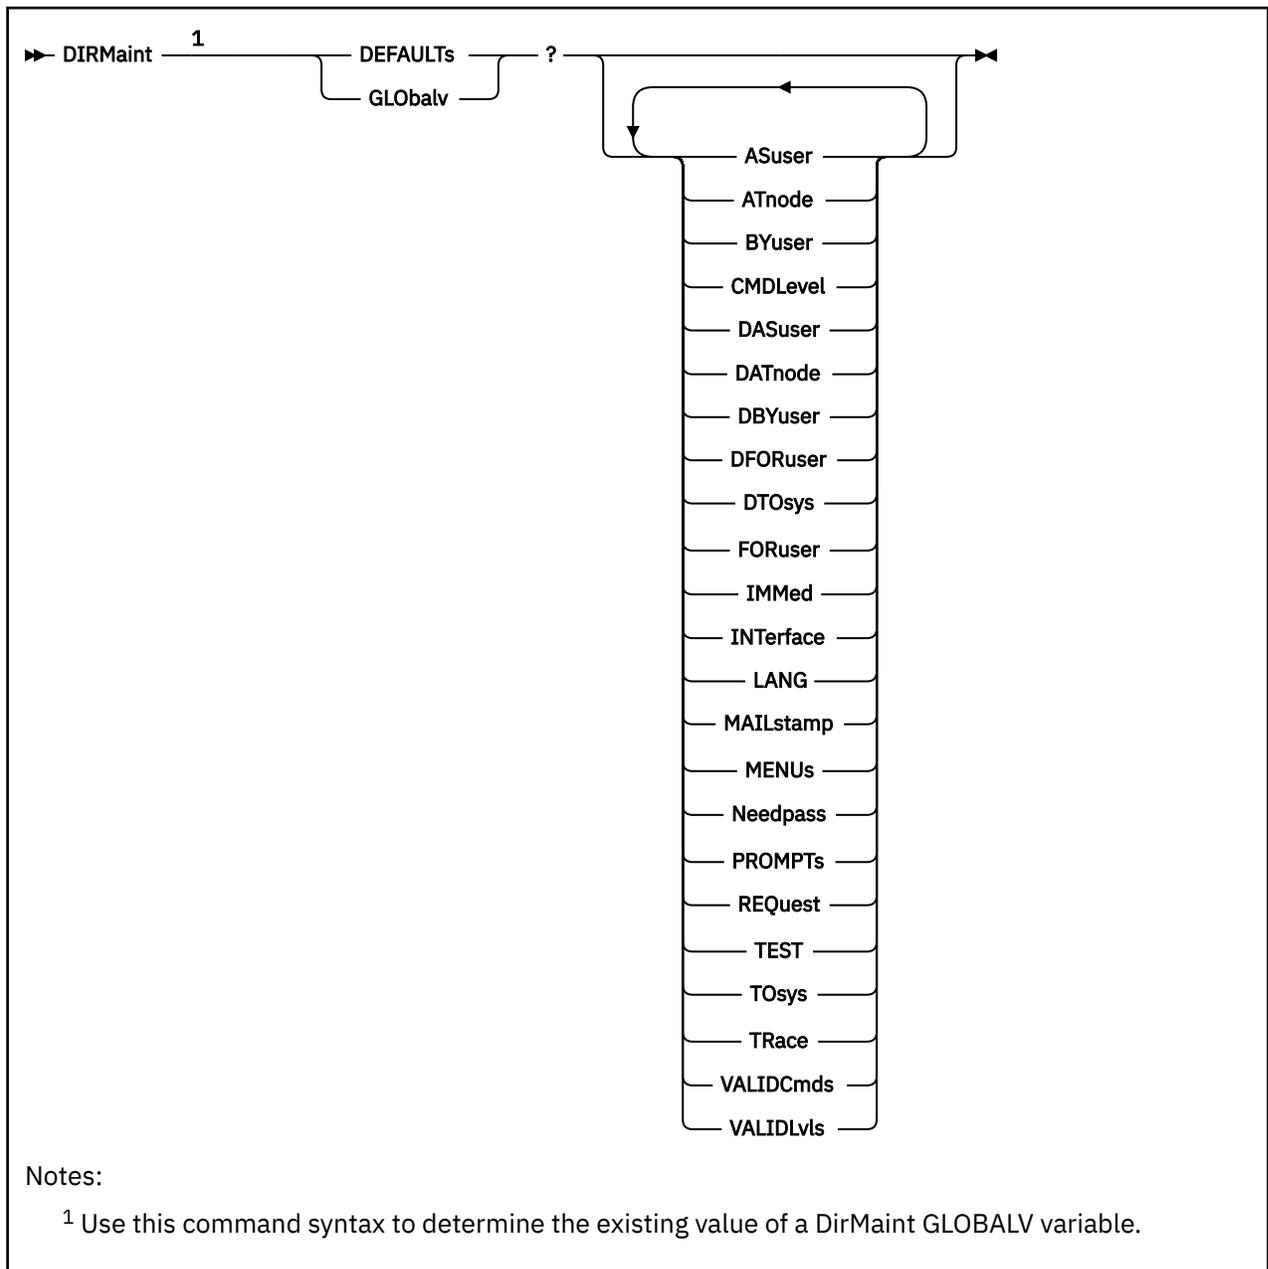 1
DIRMaint DEFAULTs ?
GLObalv
ASuser
ATnode
BYuser
CMDLevel
DASuser
DATnode
DBYuser
DFORuser
DTOsys
FORuser
IMMed
INTerface
LANG
MAILstamp
MENUs
Needpass
PROMPTs
REQuest
TEST
TOsys
TRace
VALIDCmds
VALIDLvls
Notes:
1 Use this command syntax to determine the existing value of a DirMaint GLOBALV variable.